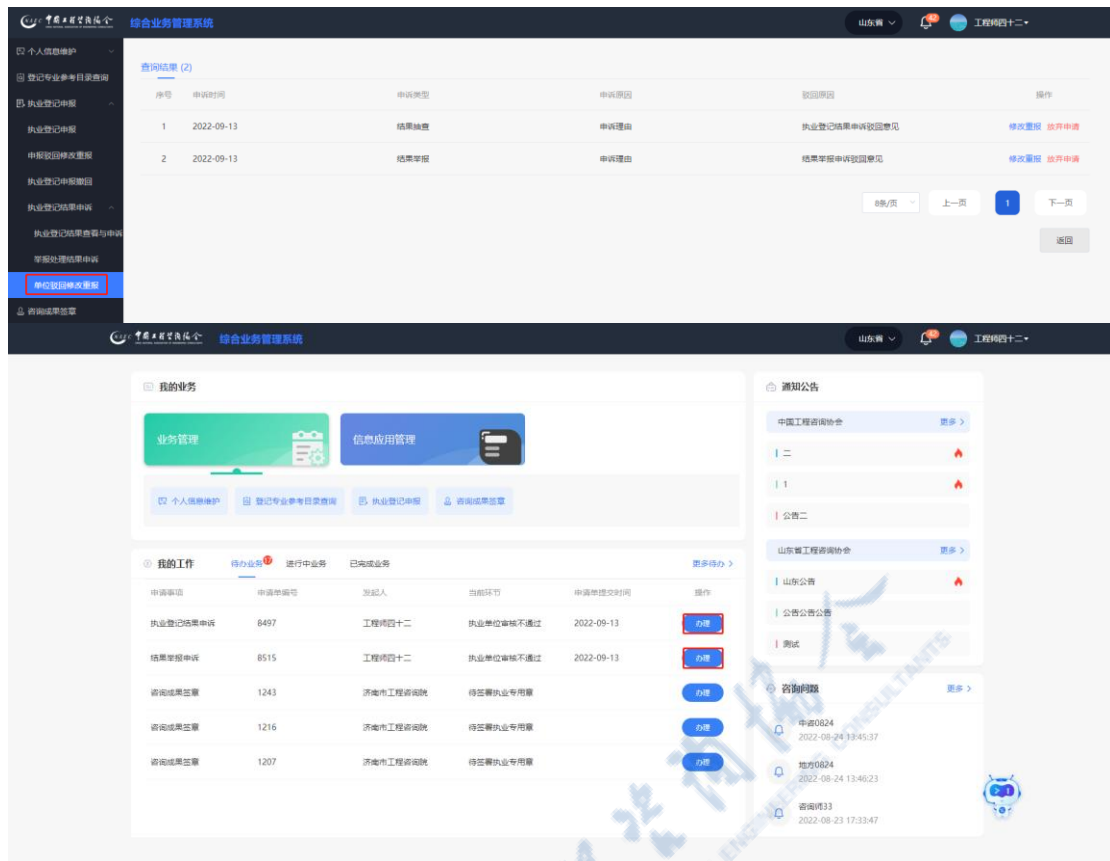 中国工程咨询协会 综合业务管理系统 山东省 42 工程师四十二
个人信息维护
登记专业参考目录查询
执业登记申报
执业登记申报
申报驳回修改重报
执业登记申报撤回
执业登记结果申诉
执业登记结果查看与申诉
举报处理结果申诉
单位驳回修改重报
咨询成果签章
查询结果 (2)
序号 申诉时间 申诉类型 申诉原因 驳回原因 操作
1 2022-09-13 结果抽查 申诉理由 执业登记结果申诉驳回意见 修改重报 放弃申请
2 2022-09-13 结果举报 申诉理由 结果举报申诉驳回意见 修改重报 放弃申请
8条/页 上一页 1 下一页
返回
中国工程咨询协会 综合业务管理系统 山东省 工程师四十二
我的业务
业务管理 信息应用管理
个人信息维护 登记专业参考目录查询 执业登记申报 咨询成果签章
我的工作 待办业务 进行中业务 已完成业务 更多待办 >
申请事项 申请单编号 发起人 当前环节 申请单提交时间 操作
执业登记结果申诉 8497 工程师四十二 执业单位审核不通过 2022-09-13 办理
结果举报申诉 8515 工程师四十二 执业单位审核不通过 2022-09-13 办理
咨询成果签章 1243 济南市工程咨询院 待签署执业专用章 办理
咨询成果签章 1216 济南市工程咨询院 待签署执业专用章 办理
咨询成果签章 1207 济南市工程咨询院 待签署执业专用章 办理
通知公告
中国工程咨询协会 更多 >
二
1
公告二
山东省工程咨询协会 更多 >
山东公告
公告公告公告
测试
咨询问题 更多 >
中咨0824
2022-08-24 13:45:37
地方0824
2022-08-24 13:46:23
咨询师33
2022-08-23 17:33:47